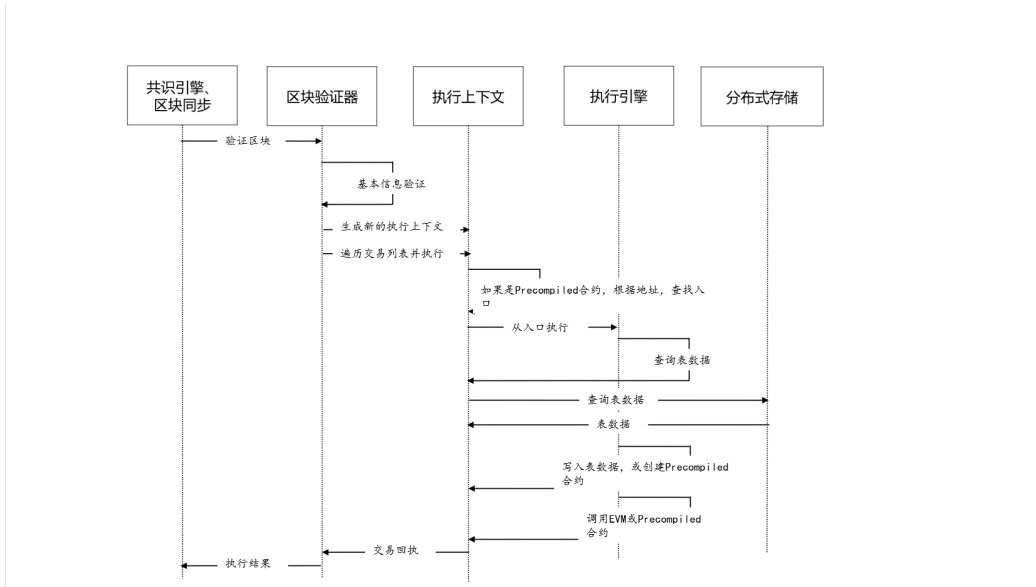 共识引擎、
区块同步
区块验证器
执行上下文
执行引擎
分布式存储
验证区块
基本信息验证
生成新的执行上下文
遍历交易列表并执行
如果是Precompiled合约，根据地址，查找入
口
从入口执行
查询表数据
查询表数据
表数据
写入表数据，或创建Precompiled
合约
调用EVM或Precompiled
合约
交易回执
执行结果